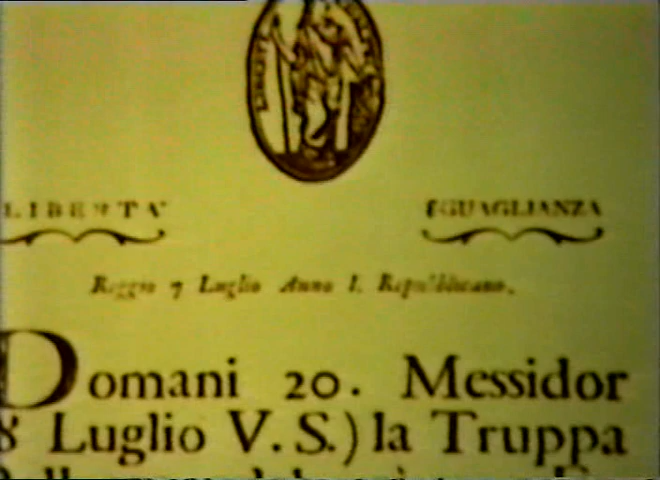 LIBERTA'
EGUAGLIANZA
Reggio 7 Luglio Anno I. Repubblicano.
Domani 20. Messidor
8 Luglio V. S.) la Truppa